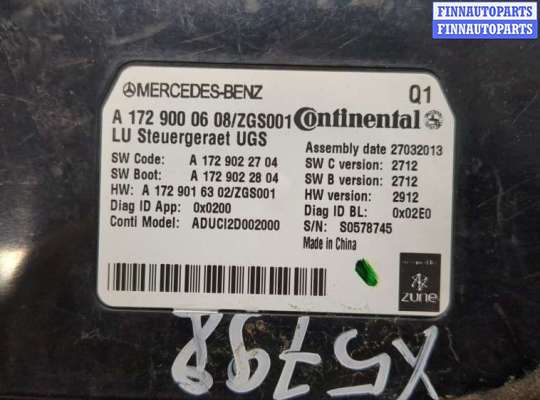 FINNAUTOPARTS
FINNAUTOPARTS
MERCEDES-BENZ Q1
A 172 900 06 08/ZGS001 Continental
LU Steuergeraet UGS
Assembly date 27032013
SW Code: A 172 902 27 04
SW C version: 2712
SW Boot: A 172 902 28 04
SW B version: 2712
HW: A 172 901 63 02/ZGS001
HW version: 2912
Diag ID App: 0x0200
Diag ID BL: 0x02E0
Conti Model: ADUCI2D002000
S/N: S0578745
Made in China
zune
x5798